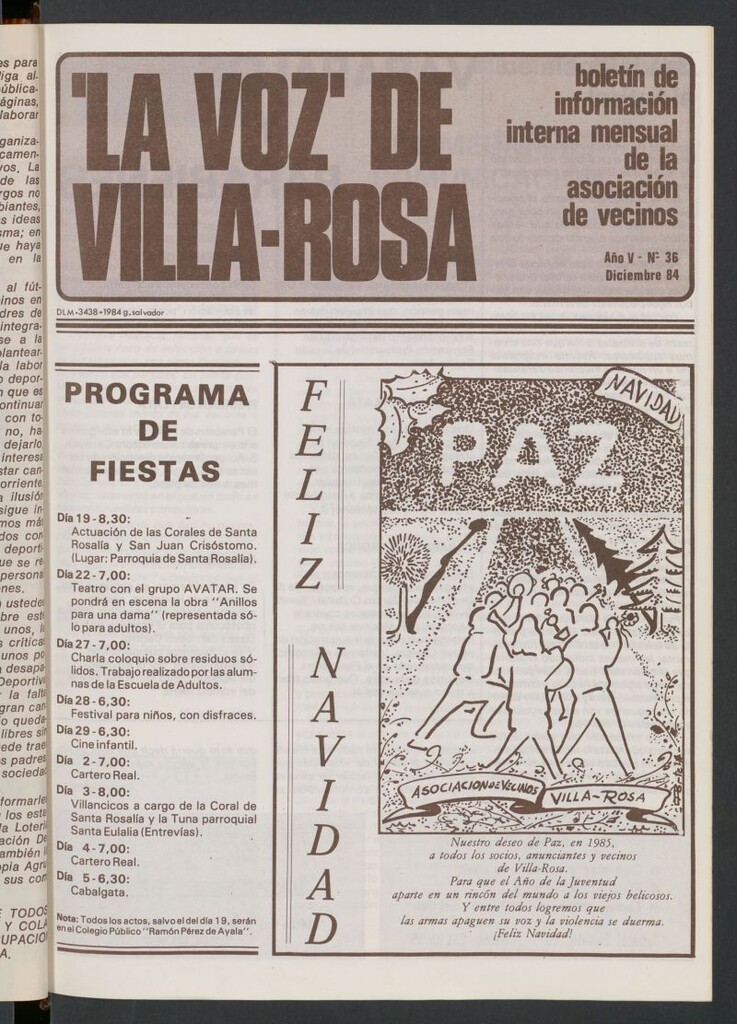 'LA VOZ' DE
VILLA-ROSA
boletín de
información
interna mensual
de la
asociación
de vecinos
Año V - Nº 36
Diciembre 84
DLM-3438-1984 g.salvador
PROGRAMA
DE
FIESTAS
Día 19 - 8,30:
Actuación de las Corales de Santa
Rosalía y San Juan Crisóstomo.
(Lugar: Parroquia de Santa Rosalía).
Día 22 - 7,00:
Teatro con el grupo AVATAR. Se
pondrá en escena la obra "Anillos
para una dama" (representada só-
lo para adultos).
Día 27 - 7,00:
Charla coloquio sobre residuos só-
lidos. Trabajo realizado por las alum-
nas de la Escuela de Adultos.
Día 28 - 6,30:
Festival para niños, con disfraces.
Día 29 - 6,30:
Cine infantil.
Día 2 - 7,00:
Cartero Real.
Día 3 - 8,00:
Villancicos a cargo de la Coral de
Santa Rosalía y la Tuna parroquial
Santa Eulalia (Entrevías).
Día 4 - 7,00:
Cartero Real.
Día 5 - 6,30:
Cabalgata.
Nota: Todos los actos, salvo el del día 19, serán
en el Colegio Público "Ramón Pérez de Ayala".
FELIZ
NAVIDAD
NAVIDAD
PAZ
ASOCIACION DE VECINOS
VILLA-ROSA
Nuestro deseo de Paz, en 1985,
a todos los socios, anunciantes y vecinos
de Villa-Rosa.
Para que el Año de la Juventud
aparte en un rincón del mundo a los viejos belicosos.
Y entre todos logremos que
las armas apaguen su voz y la violencia se duerma.
¡Feliz Navidad!